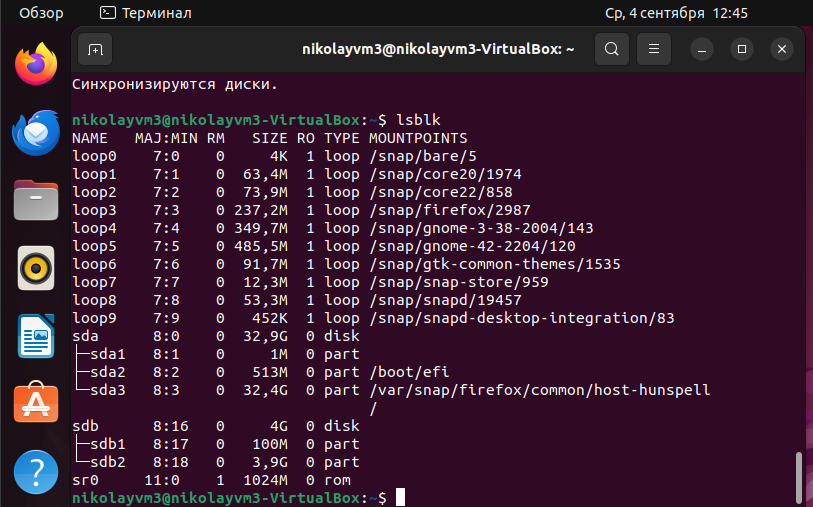 Обзор Терминал Ср, 4 сентября 12:45
nikolayvm3@nikolayvm3-VirtualBox: ~
Синхронизируются диски.
nikolayvm3@nikolayvm3-VirtualBox:~$ lsblk
NAME MAJ:MIN RM SIZE RO TYPE MOUNTPOINTS
loop0 7:0 0 4K 1 loop /snap/bare/5
loop1 7:1 0 63,4M 1 loop /snap/core20/1974
loop2 7:2 0 73,9M 1 loop /snap/core22/858
loop3 7:3 0 237,2M 1 loop /snap/firefox/2987
loop4 7:4 0 349,7M 1 loop /snap/gnome-3-38-2004/143
loop5 7:5 0 485,5M 1 loop /snap/gnome-42-2204/120
loop6 7:6 0 91,7M 1 loop /snap/gtk-common-themes/1535
loop7 7:7 0 12,3M 1 loop /snap/snap-store/959
loop8 7:8 0 53,3M 1 loop /snap/snapd/19457
loop9 7:9 0 452K 1 loop /snap/snapd-desktop-integration/83
sda 8:0 0 32,9G 0 disk
├─sda1 8:1 0 1M 0 part
├─sda2 8:2 0 513M 0 part /boot/efi
└─sda3 8:3 0 32,4G 0 part /var/snap/firefox/common/host-hunspell
/
sdb 8:16 0 4G 0 disk
├─sdb1 8:17 0 100M 0 part
└─sdb2 8:18 0 3,9G 0 part
sr0 11:0 1 1024M 0 rom
nikolayvm3@nikolayvm3-VirtualBox:~$